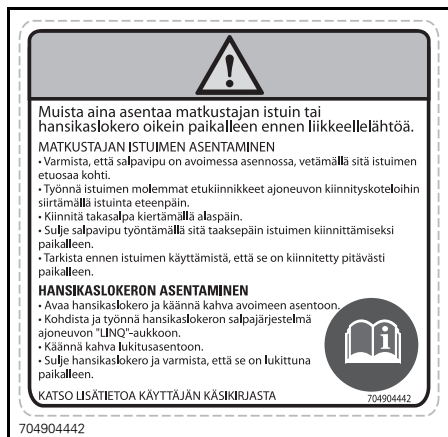 Muista aina asentaa matkustajan istuin tai
hansikaslokero oikein paikalleen ennen liikkeellelähtöä.
MATKUSTAJAN ISTUIMEN ASENTAMINEN
• Varmista, että salpavipu on avoimessa asennossa, vetämällä sitä istuimen
etuosaa kohti.
• Työnnä istuimen molemmat etukiinnikkeet ajoneuvon kiinnityskoteloihin
siirtämällä istuinta eteenpäin.
• Kiinnitä takasalpa kiertämällä alaspäin.
• Sulje salpavipu työntämällä sitä taaksepäin istuimen kiinnittämiseksi
paikalleen.
• Tarkista ennen istuimen käyttämistä, että se on kiinnitetty pitävästi
paikalleen.
HANSIKASLOKERON ASENTAMINEN
• Avaa hansikaslokero ja käännä kahva avoimeen asentoon.
• Kohdista ja työnnä hansikaslokeron salpajärjestelmä
ajoneuvon "LINQ"-aukkoon.
• Käännä kahva lukitusasentoon.
• Sulje hansikaslokero ja varmista, että se on lukittuna
paikalleen.
KATSO LISÄTIETOA KÄYTTÄJÄN KÄSIKIRJASTA
704904442
704904442